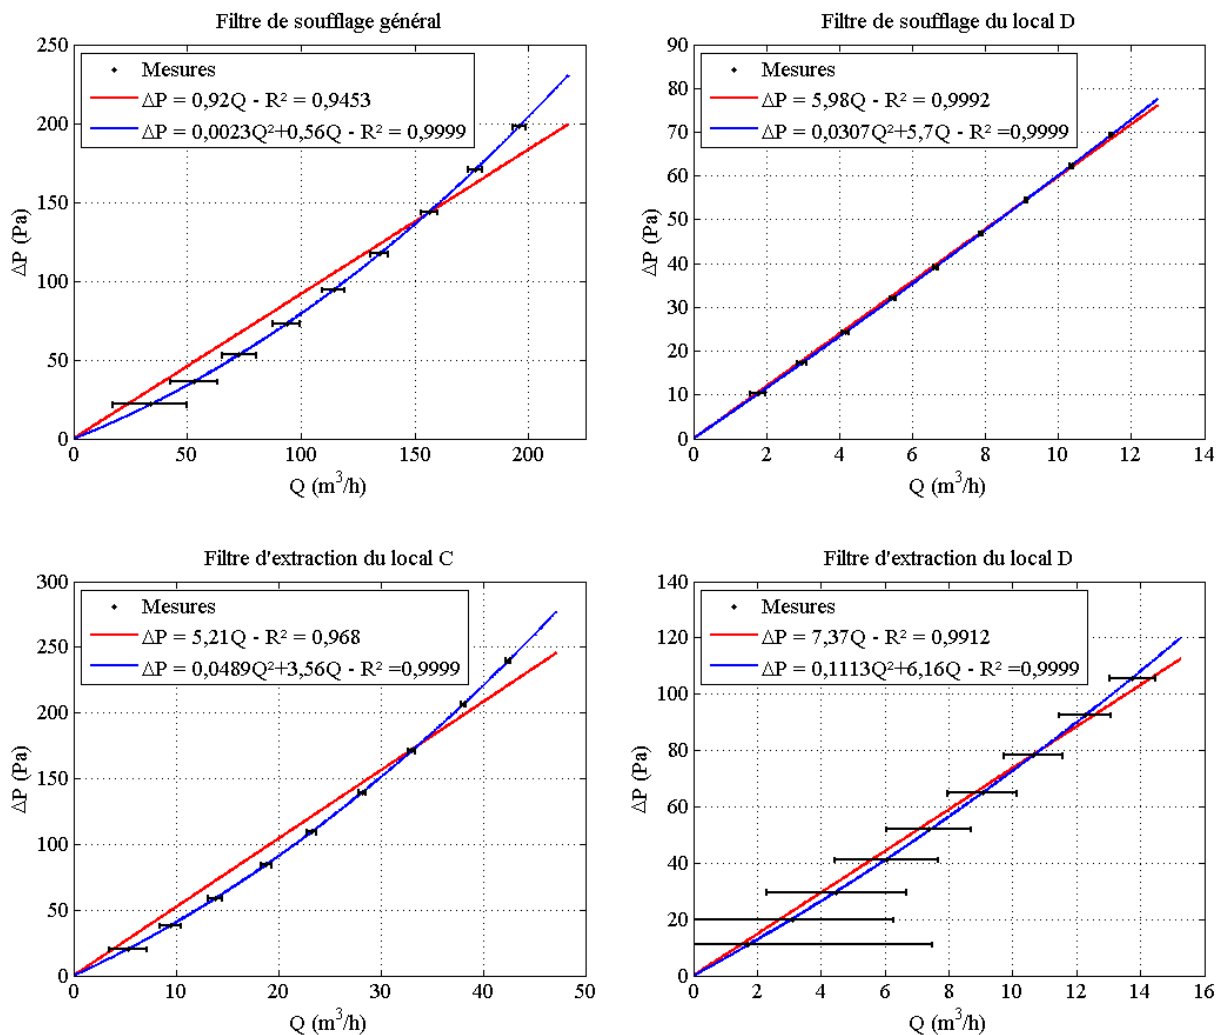 Filtre de soufflage général
250
200
150
100
50
0
ΔP (Pa)
Mesures
ΔP = 0,92Q - R² = 0,9453
ΔP = 0,0023Q²+0,56Q - R² = 0,9999
0 50 100 150 200
Q (m³/h)
Filtre de soufflage du local D
90
80
70
60
50
40
30
20
10
0
ΔP (Pa)
Mesures
ΔP = 5,98Q - R² = 0,9992
ΔP = 0,0307Q²+5,7Q - R² =0,9999
0 2 4 6 8 10 12 14
Q (m³/h)
Filtre d'extraction du local C
300
250
200
150
100
50
0
ΔP (Pa)
Mesures
ΔP = 5,21Q - R² = 0,968
ΔP = 0,0489Q²+3,56Q - R² =0,9999
0 10 20 30 40 50
Q (m³/h)
Filtre d'extraction du local D
140
120
100
80
60
40
20
0
ΔP (Pa)
Mesures
ΔP = 7,37Q - R² = 0,9912
ΔP = 0,1113Q²+6,16Q - R² =0,9999
0 2 4 6 8 10 12 14 16
Q (m³/h)